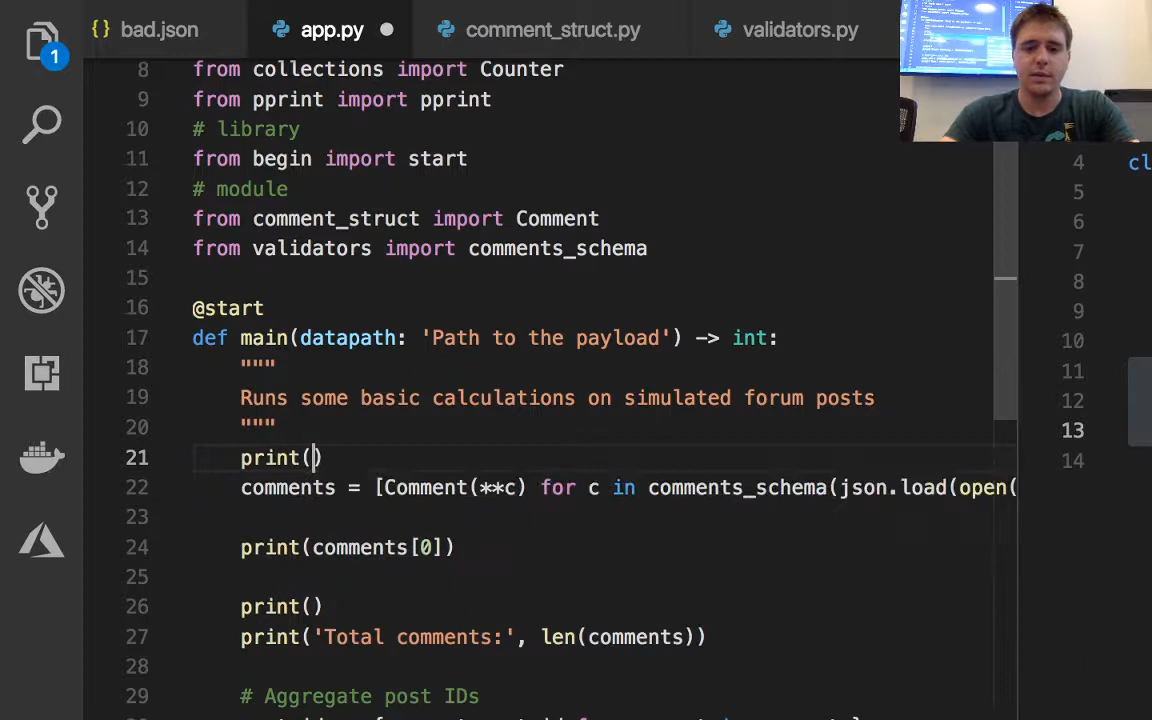 bad.json app.py comment_struct.py validators.py
1
8 from collections import Counter
9 from pprint import pprint
10 # library
11 from begin import start
12 # module
13 from comment_struct import Comment
14 from validators import comments_schema
15
16 @start
17 def main(datapath: 'Path to the payload') -> int:
18 """
19 Runs some basic calculations on simulated forum posts
20 """
21 print()
22 comments = [Comment(**c) for c in comments_schema(json.load(open(
23
24 print(comments[0])
25
26 print()
27 print('Total comments:', len(comments))
28
29 # Aggregate post IDs
4 cl
5
6
7
8
9
10
11
12
13
14